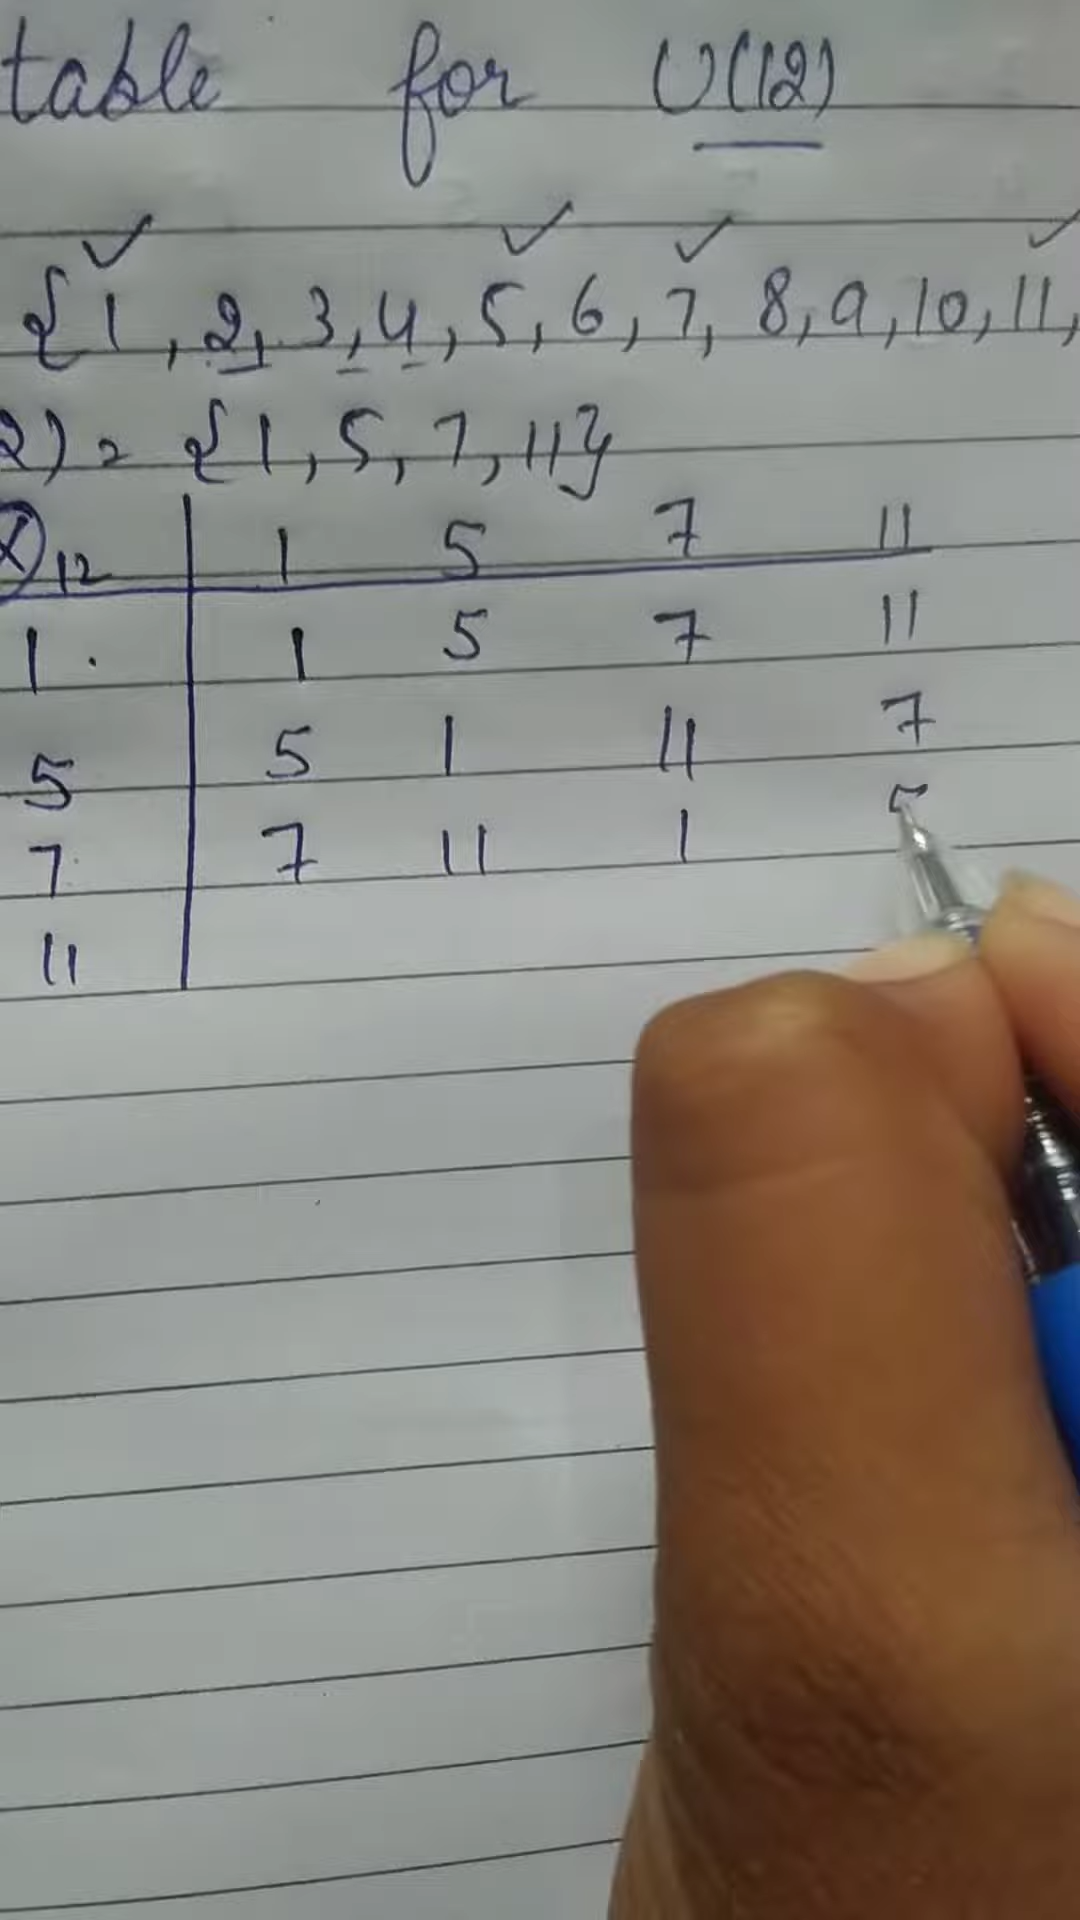 table for U(12)
{1, 2, 3, 4, 5, 6, 7, 8, 9, 10, 11,
2) = {1, 5, 7, 11}
X 12 1 5 7 11
1 . 1 5 7 11
5 5 1 11 7
7 7 11 1 5
11